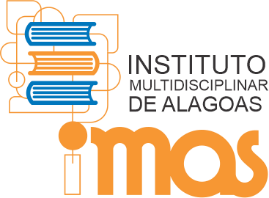 INSTITUTO
MULTIDISCIPLINAR
DE ALAGOAS
imas